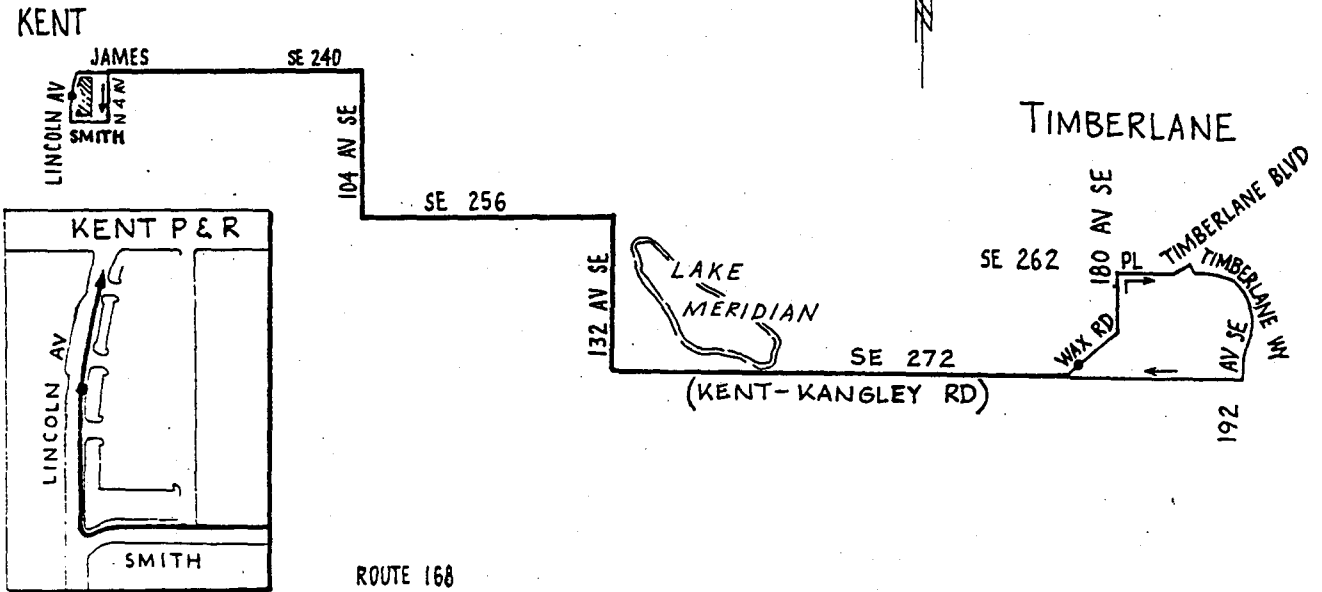 KENT
JAMES
SE 240
LINCOLN AV
N 4 AV
SMITH
104 AV SE
SE 256
132 AV SE
LAKE
MERIDIAN
TIMBERLANE
180 AV SE
TIMBERLANE BLVD
SE 262
PL
TIMBERLANE WY
WAX RD
AV SE
192
SE 272
(KENT-KANGLEY RD)
KENT P & R
LINCOLN AV
SMITH
ROUTE 168